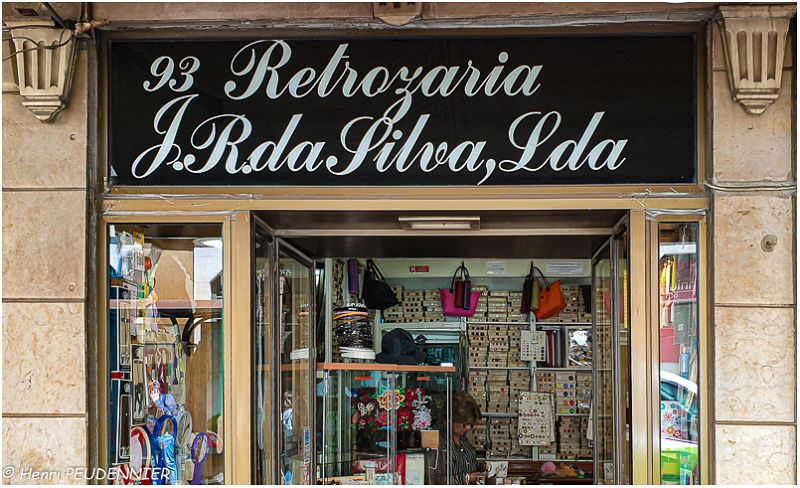 93 Retrozaria
J.R.da Silva, Lda
© Henri PEUDENNIER